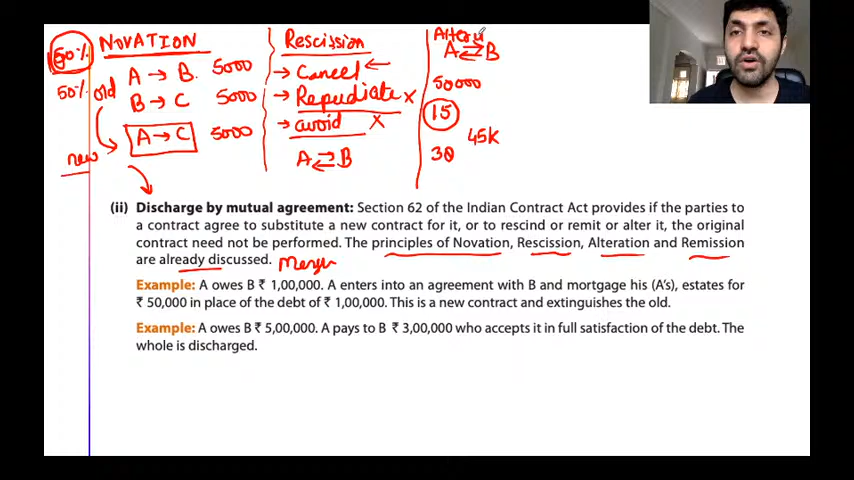 50% NOVATION
50% old A → B. 5000
B → C 5000
new A → C 5000
Rescission
→ Cancel ←
→ Repudiate x
→ avoid x
A ⇄ B
A ⇄ B
50000
15
45K
30
(ii) Discharge by mutual agreement: Section 62 of the Indian Contract Act provides if the parties to
a contract agree to substitute a new contract for it, or to rescind or remit or alter it, the original
contract need not be performed. The principles of Novation, Rescission, Alteration and Remission
are already discussed. Merger
Example: A owes B ₹ 1,00,000. A enters into an agreement with B and mortgage his (A's), estates for
₹ 50,000 in place of the debt of ₹ 1,00,000. This is a new contract and extinguishes the old.
Example: A owes B ₹ 5,00,000. A pays to B ₹ 3,00,000 who accepts it in full satisfaction of the debt. The
whole is discharged.